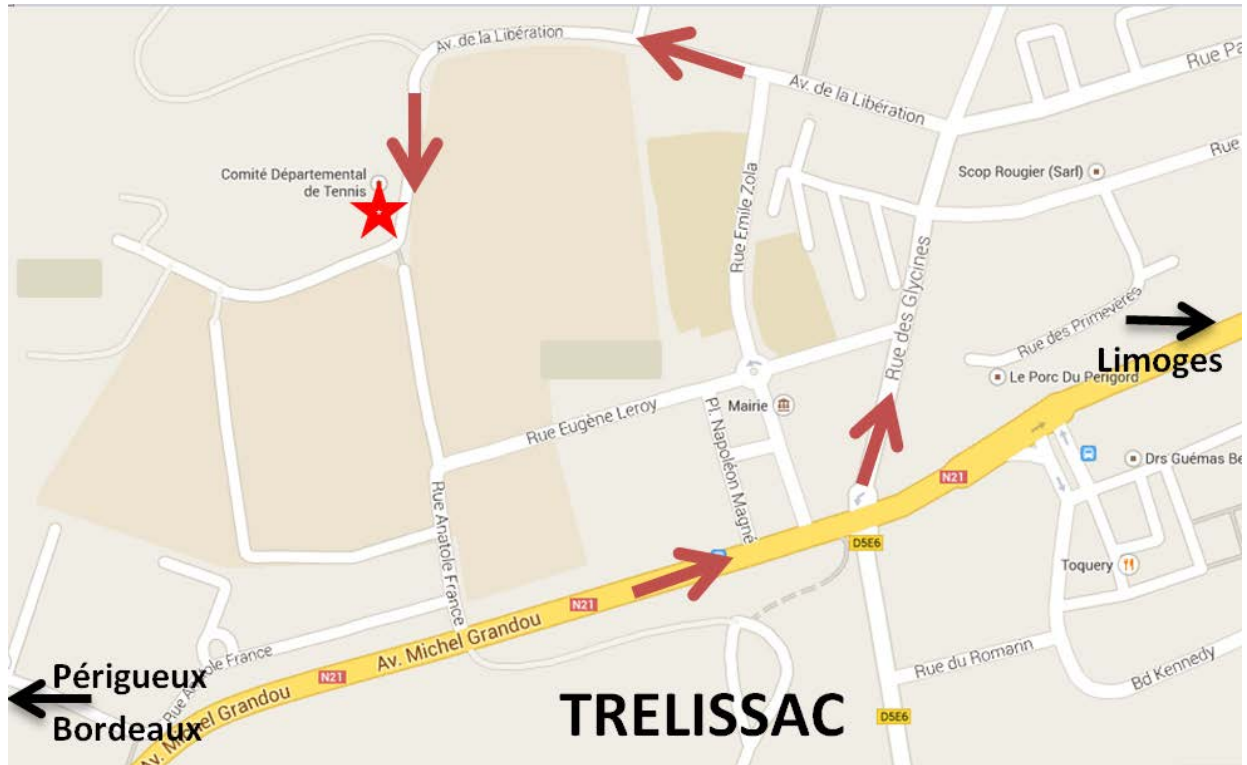 Av. de la Libération
Av. de la Libération
Rue Pa
Comité Départemental
de Tennis
Rue Emile Zola
Scop Rougier (Sarl)
Rue
Rue des Glycines
Rue des Primevères
Limoges
Le Porc Du Périgord
Mairie
Pl. Napoléon Magné
Rue Eugène Leroy
Drs Guémas Be
N21
D5E6
Rue Anatole France
Toquery
N21
Av. Michel Grandou
Rue Anatole France
N21
Rue du Romarin
Bd Kennedy
Périgueux
Bordeaux
Av. Michel Grandou
TRELISSAC
D5E6